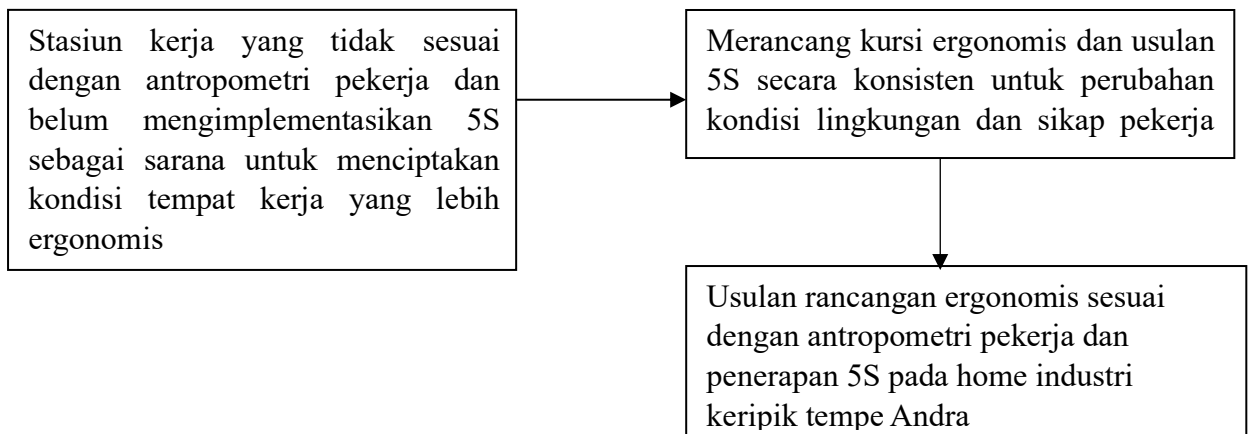 Stasiun kerja yang tidak sesuai
dengan antropometri pekerja dan
belum mengimplementasikan 5S
sebagai sarana untuk menciptakan
kondisi tempat kerja yang lebih
ergonomis
Merancang kursi ergonomis dan usulan
5S secara konsisten untuk perubahan
kondisi lingkungan dan sikap pekerja
Usulan rancangan ergonomis sesuai
dengan antropometri pekerja dan
penerapan 5S pada home industri
keripik tempe Andra